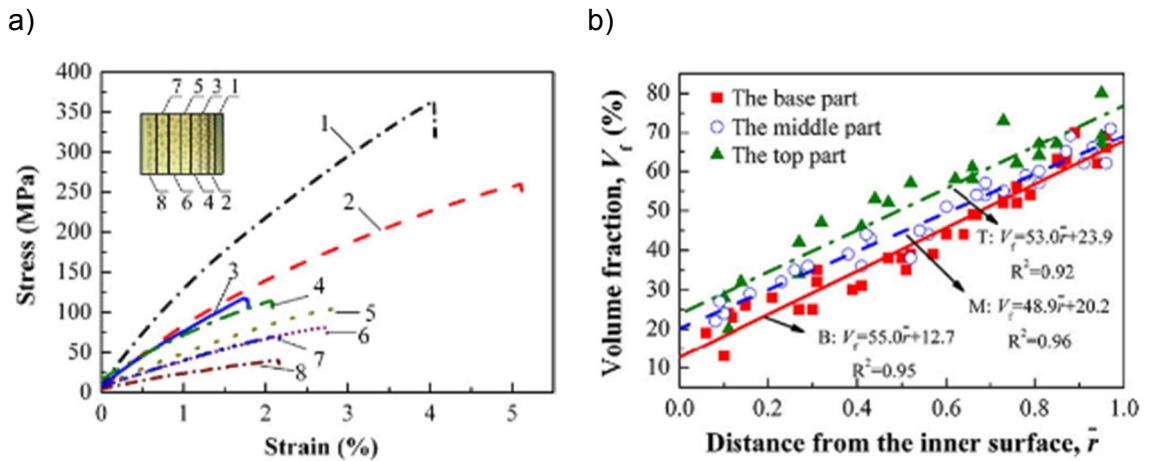 a)
b)
400
350
300
250
200
150
100
50
0
Stress (MPa)
7 5 3 1
8 6 4 2
1
2
3
4
5
6
7
8
0 1 2 3 4 5
Strain (%)
80
70
60
50
40
30
20
10
Volume fraction, V_f (%)
The base part
The middle part
The top part
T: V_f=53.0r̄+23.9
R²=0.92
M: V_f=48.9r̄+20.2
R²=0.96
B: V_f=55.0r̄+12.7
R²=0.95
0.0 0.2 0.4 0.6 0.8 1.0
Distance from the inner surface, r̄